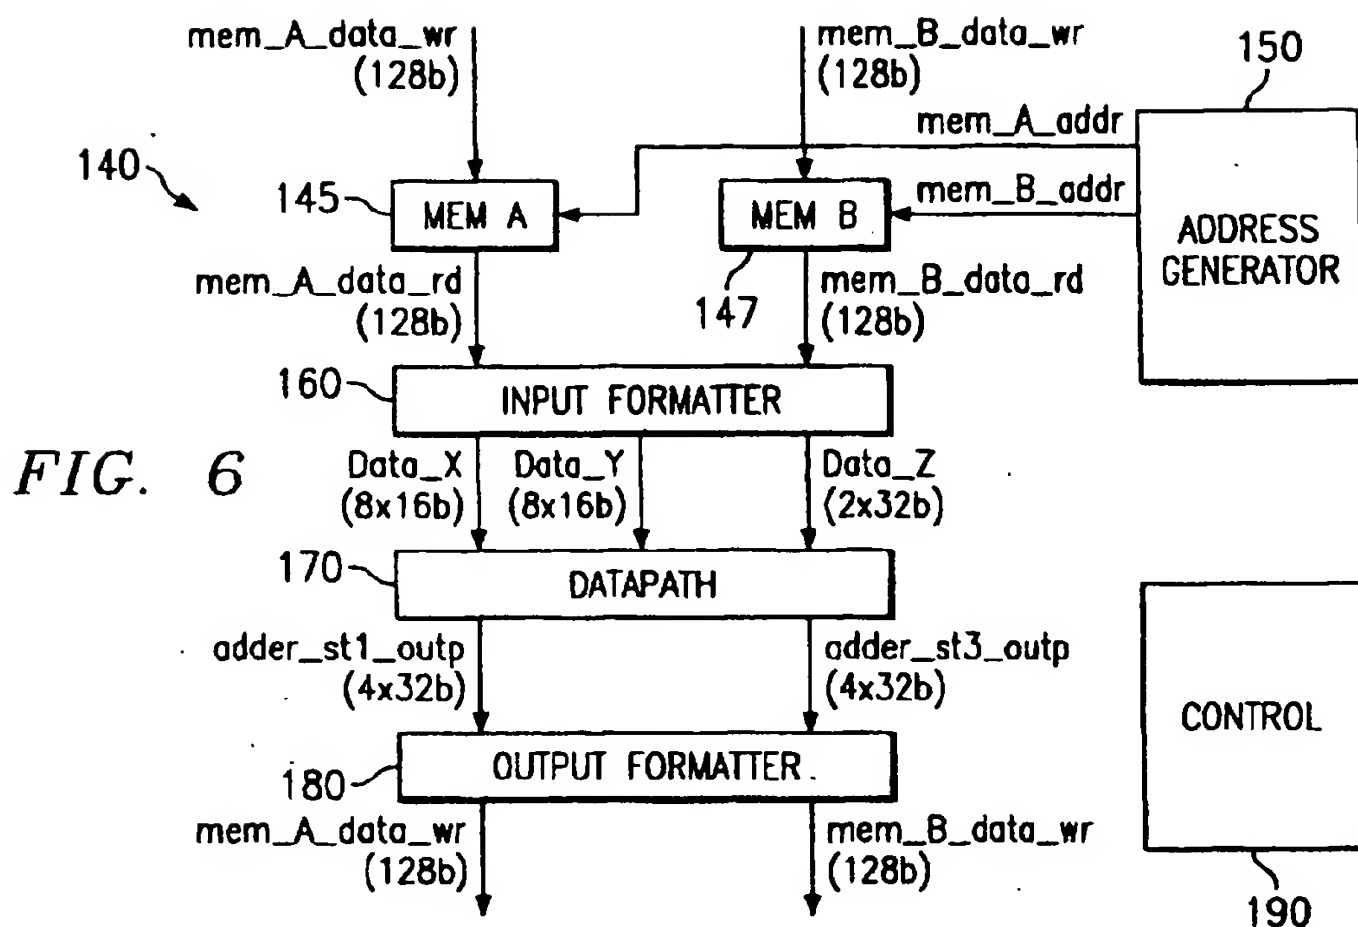 mem_A_data_wr
(128b)
mem_B_data_wr
(128b)
150
mem_A_addr
140
145
MEM A
MEM B
mem_B_addr
ADDRESS
GENERATOR
mem_A_data_rd
(128b)
147
mem_B_data_rd
(128b)
160
INPUT FORMATTER
FIG. 6
Data_X
(8x16b)
Data_Y
(8x16b)
Data_Z
(2x32b)
170
DATAPATH
adder_st1_outp
(4x32b)
adder_st3_outp
(4x32b)
CONTROL
180
OUTPUT FORMATTER
mem_A_data_wr
(128b)
mem_B_data_wr
(128b)
190